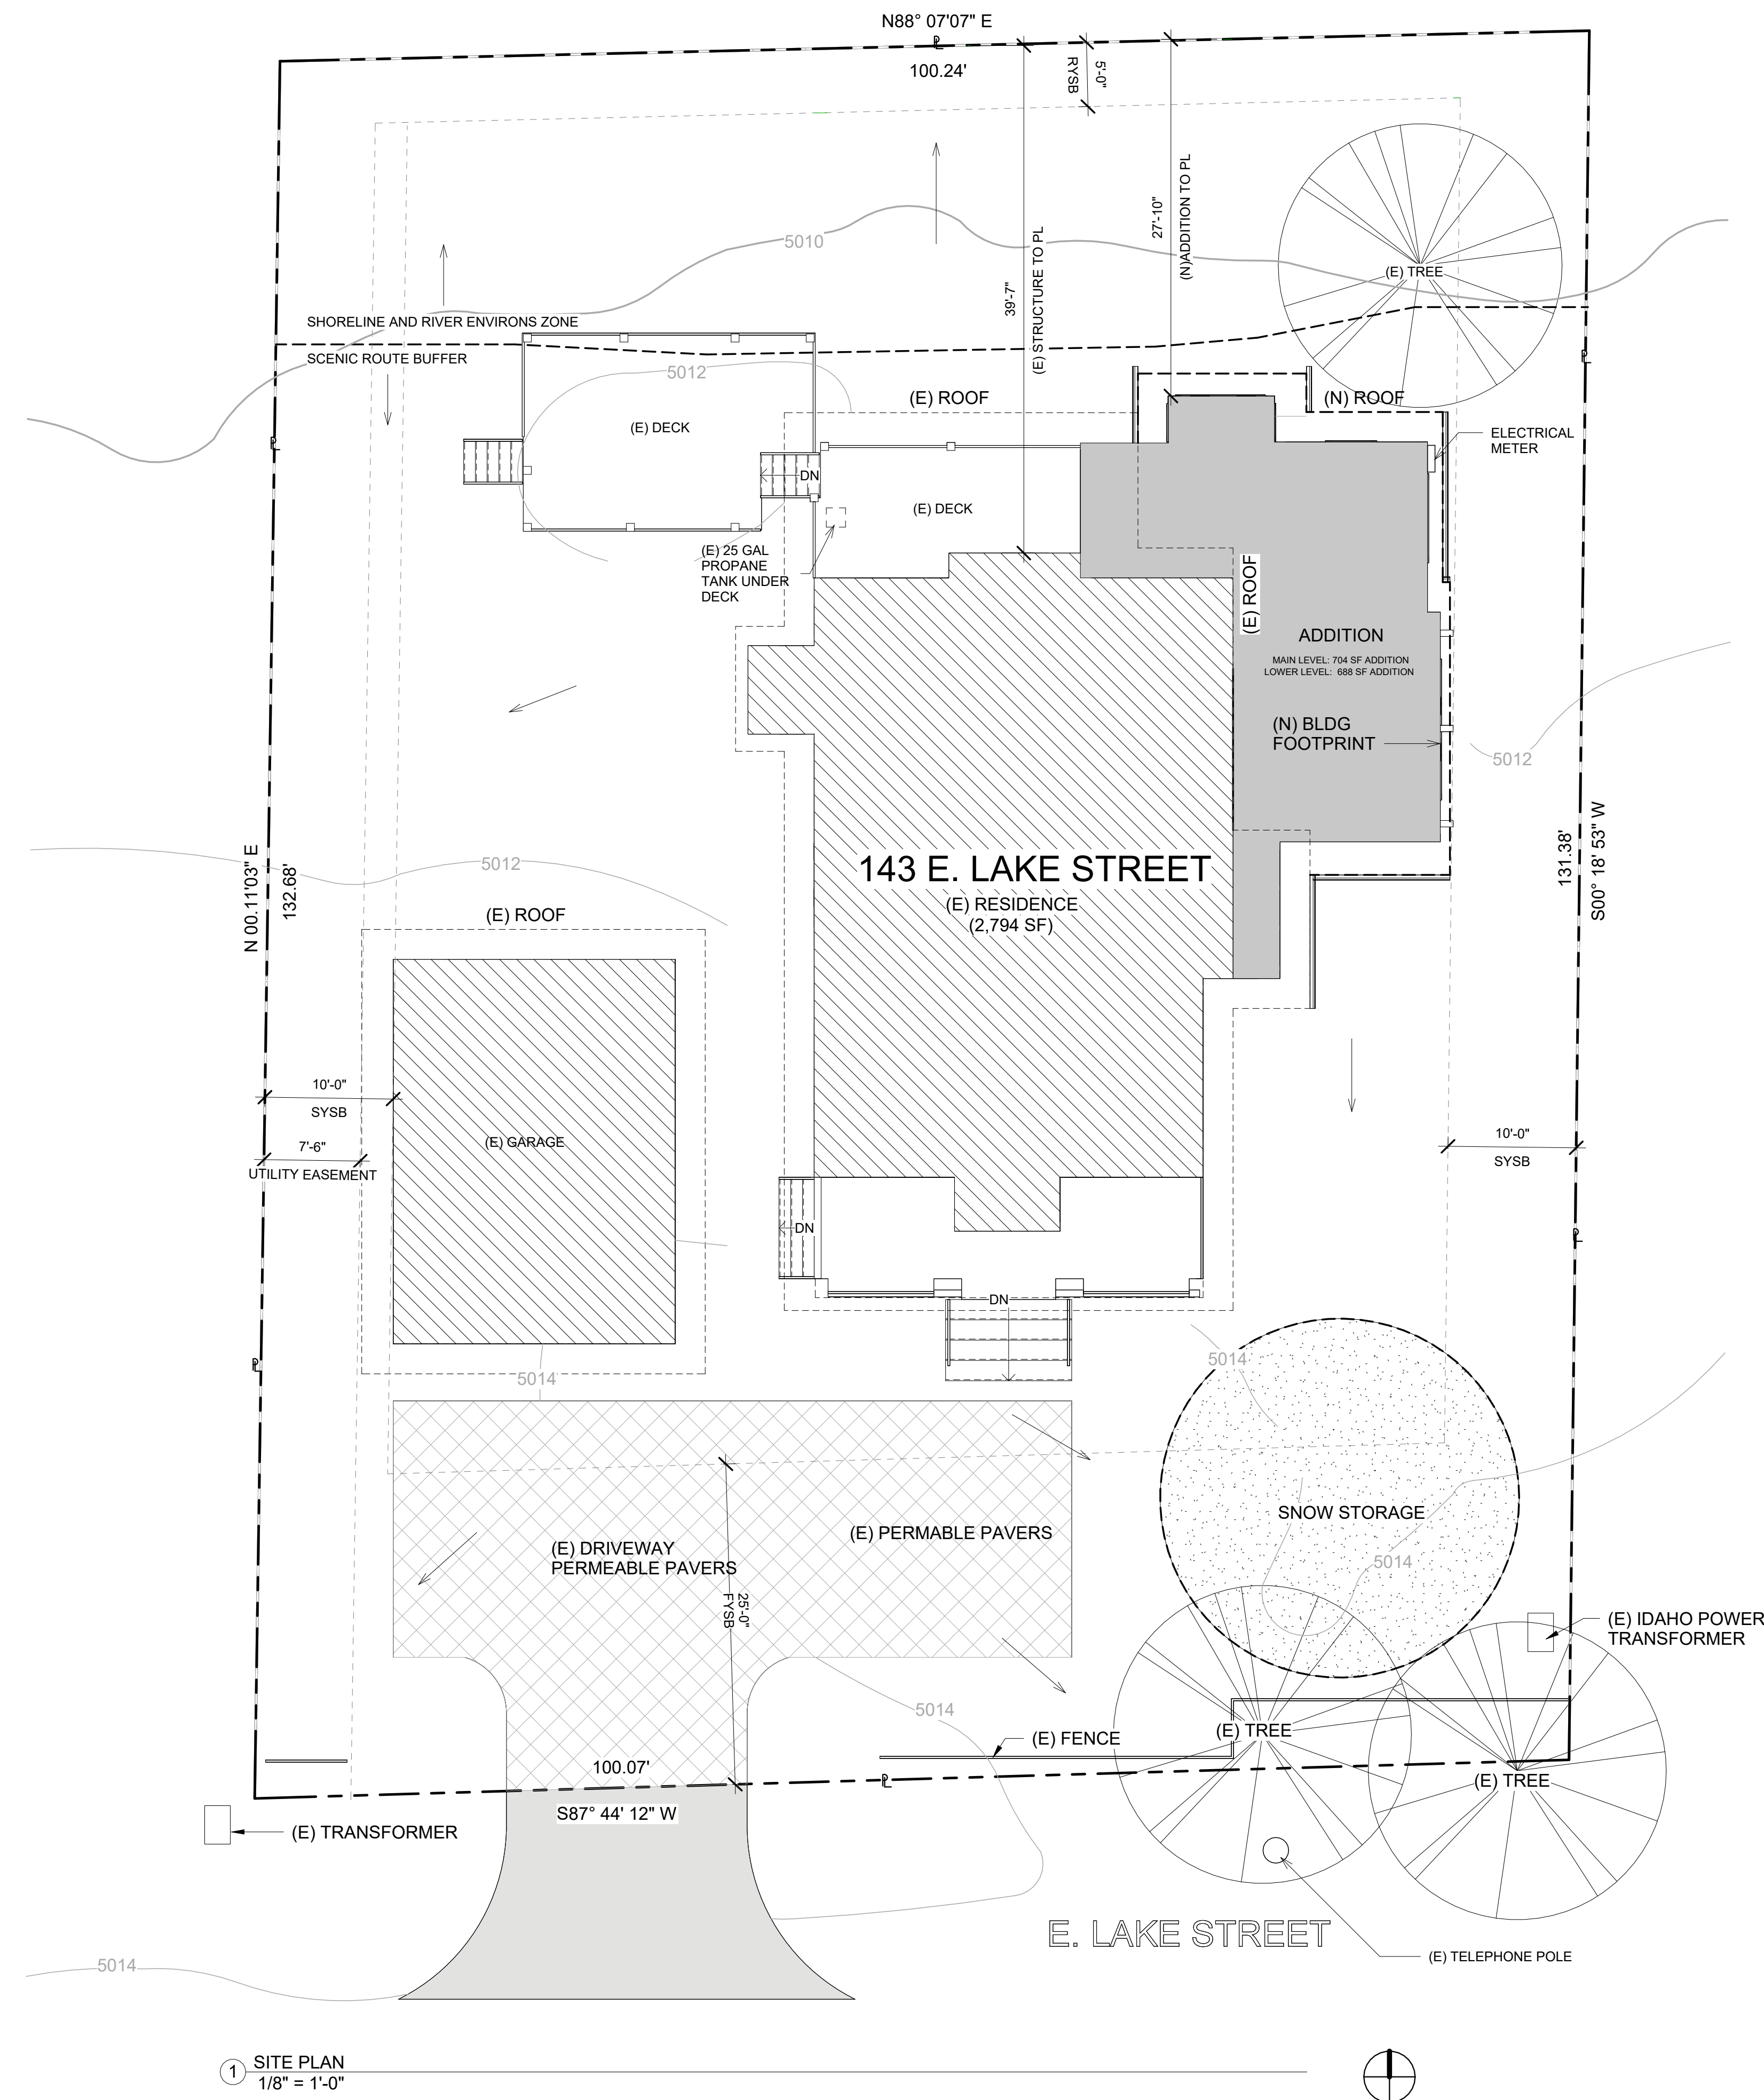 N88° 07'07" E
PL
100.24'
RYSB
5'-0"
5010
27'-10"
(N)ADDITION TO PL
39'-7"
(E) STRUCTURE TO PL
(E) TREE
SHORELINE AND RIVER ENVIRONS ZONE
SCENIC ROUTE BUFFER
PL
5012
(E) ROOF
(N) ROOF
(E) DECK
ELECTRICAL
METER
PL
DN
(E) DECK
(E) 25 GAL
PROPANE
TANK UNDER
DECK
(E) ROOF
ADDITION
MAIN LEVEL: 704 SF ADDITION
LOWER LEVEL: 688 SF ADDITION
(N) BLDG
FOOTPRINT
5012
N 00.11'03" E
132.68'
5012
143 E. LAKE STREET
(E) RESIDENCE
(2,794 SF)
131.38'
S00° 18' 53" W
(E) ROOF
10'-0"
SYSB
7'-6"
UTILITY EASEMENT
(E) GARAGE
10'-0"
SYSB
DN
PL
DN
PL
5014
5014
SNOW STORAGE
(E) DRIVEWAY
PERMEABLE PAVERS
(E) PERMABLE PAVERS
5014
25'-0"
FYSB
(E) IDAHO POWER
TRANSFORMER
5014
(E) FENCE
(E) TREE
100.07'
PL
(E) TREE
S87° 44' 12" W
(E) TRANSFORMER
E. LAKE STREET
(E) TELEPHONE POLE
5014
1
SITE PLAN
1/8" = 1'-0"